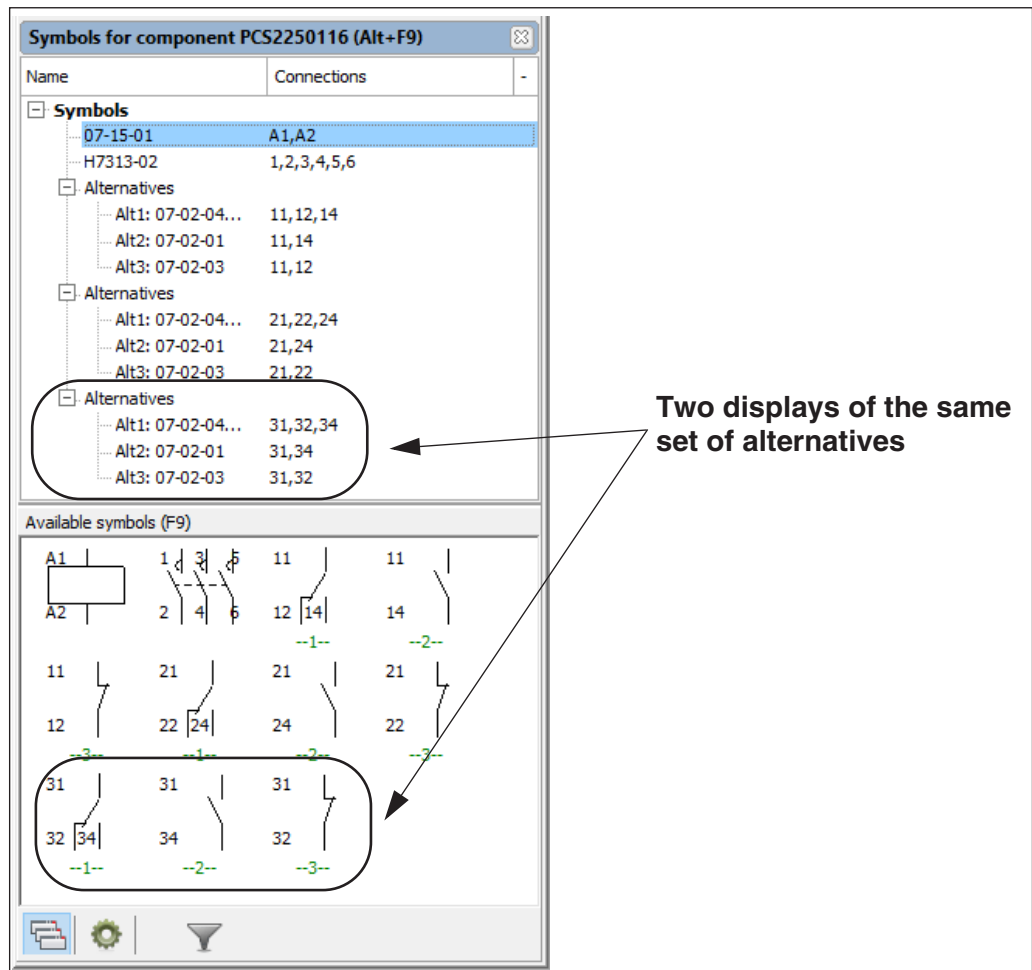 Symbols for component PCS2250116 (Alt+F9)
Name Connections -
Symbols
07-15-01 A1,A2
H7313-02 1,2,3,4,5,6
Alternatives
Alt1: 07-02-04... 11,12,14
Alt2: 07-02-01 11,14
Alt3: 07-02-03 11,12
Alternatives
Alt1: 07-02-04... 21,22,24
Alt2: 07-02-01 21,24
Alt3: 07-02-03 21,22
Alternatives
Alt1: 07-02-04... 31,32,34
Alt2: 07-02-01 31,34
Alt3: 07-02-03 31,32
Two displays of the same
set of alternatives
Available symbols (F9)
A1 1 3 5 11 11
A2 2 4 6 12 14 14
--1-- --2--
11 21 21 21
12 22 24 24 22
--3-- --1-- --2-- --3--
31 31 31
32 34 34 32
--1-- --2-- --3--